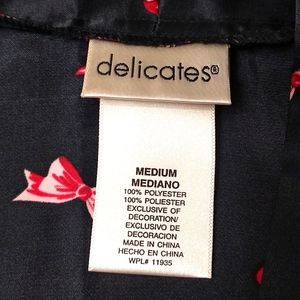 delicates®
MEDIUM
MEDIANO
100% POLYESTER
100% POLIESTER
EXCLUSIVE OF
DECORATION/
EXCLUSIVO DE
DECORACION
MADE IN CHINA
HECHO EN CHINA
WPL# 11935